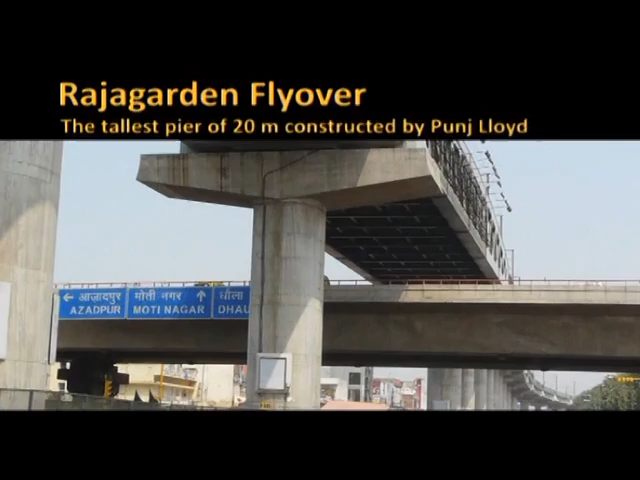 Rajagarden Flyover
The tallest pier of 20 m constructed by Punj Lloyd
आज़ादपुर
AZADPUR
मोती नगर
MOTI NAGAR
धौला
DHAU